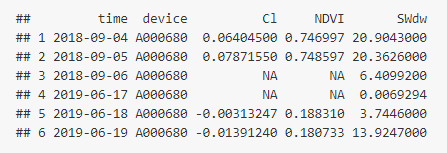 ##         time  device          Cl     NDVI       SWdw
## 1 2018-09-04 A000680  0.06404500 0.746997 20.9043000
## 2 2018-09-05 A000680  0.07871550 0.748597 20.3626000
## 3 2018-09-06 A000680          NA       NA  6.4099200
## 4 2019-06-17 A000680          NA       NA  0.0069294
## 5 2019-06-18 A000680 -0.00313247 0.188310  3.7446000
## 6 2019-06-19 A000680 -0.01391240 0.180733 13.9247000